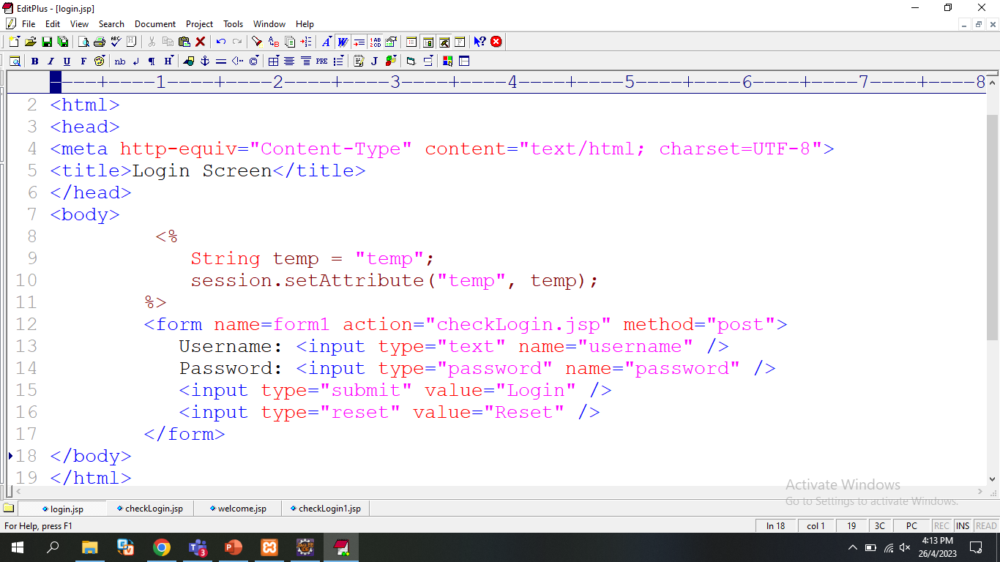 EditPlus - [login.jsp]
File Edit View Search Document Project Tools Window Help
B I U F nb H PRE J
----+----1----+----2----+----3----+----4----+----5----+----6----+----7----+----8
2 <html>
3 <head>
4 <meta http-equiv="Content-Type" content="text/html; charset=UTF-8">
5 <title>Login Screen</title>
6 </head>
7 <body>
8 <%
9 String temp = "temp";
10 session.setAttribute("temp", temp);
11 %>
12 <form name=form1 action="checkLogin.jsp" method="post">
13 Username: <input type="text" name="username" />
14 Password: <input type="password" name="password" />
15 <input type="submit" value="Login" />
16 <input type="reset" value="Reset" />
17 </form>
18 </body>
19 </html>
Activate Windows
Go to Settings to activate Windows.
login.jsp checkLogin.jsp welcome.jsp checkLogin1.jsp
For Help, press F1 ln 18 col 1 19 3C PC REC INS READ
4:13 PM
26/4/2023